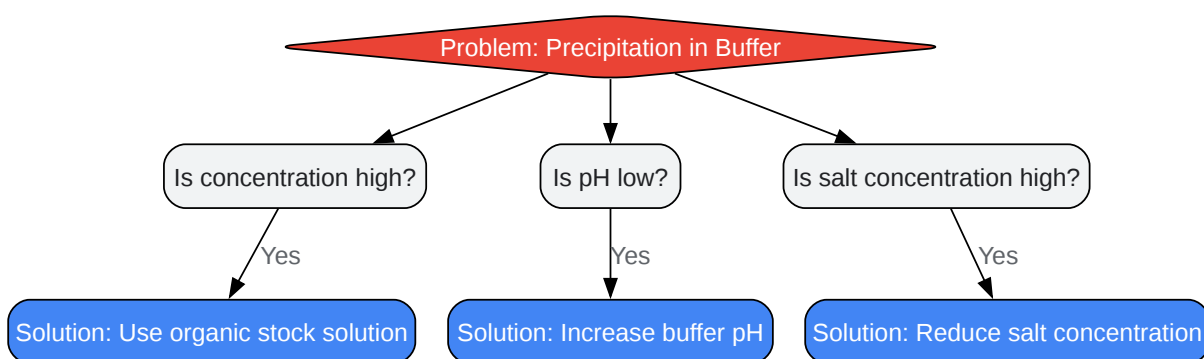 Problem: Precipitation in Buffer
Is concentration high?
Is pH low?
Is salt concentration high?
Yes
Yes
Yes
Solution: Use organic stock solution
Solution: Increase buffer pH
Solution: Reduce salt concentration